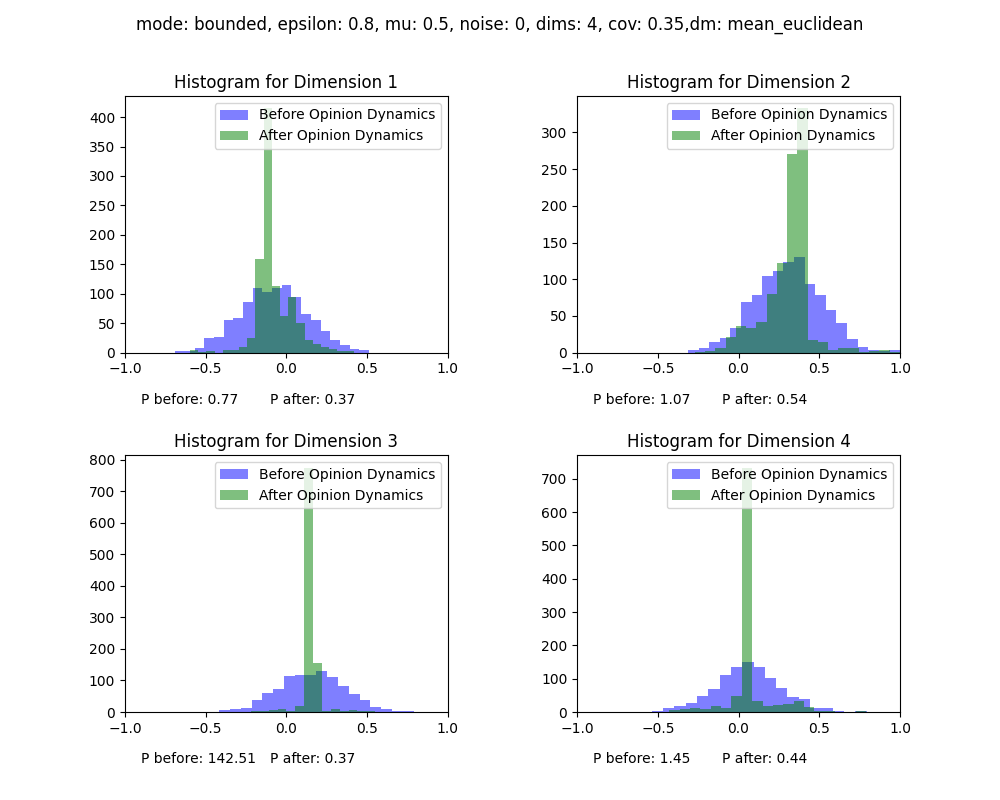 mode: bounded, epsilon: 0.8, mu: 0.5, noise: 0, dims: 4, cov: 0.35,dm: mean_euclidean
Histogram for Dimension 1
Before Opinion Dynamics
After Opinion Dynamics
400
350
300
250
200
150
100
50
0
−1.0 −0.5 0.0 0.5 1.0
P before: 0.77 P after: 0.37
Histogram for Dimension 2
Before Opinion Dynamics
After Opinion Dynamics
300
250
200
150
100
50
0
−1.0 −0.5 0.0 0.5 1.0
P before: 1.07 P after: 0.54
Histogram for Dimension 3
Before Opinion Dynamics
After Opinion Dynamics
800
700
600
500
400
300
200
100
0
−1.0 −0.5 0.0 0.5 1.0
P before: 142.51 P after: 0.37
Histogram for Dimension 4
Before Opinion Dynamics
After Opinion Dynamics
700
600
500
400
300
200
100
0
−1.0 −0.5 0.0 0.5 1.0
P before: 1.45 P after: 0.44